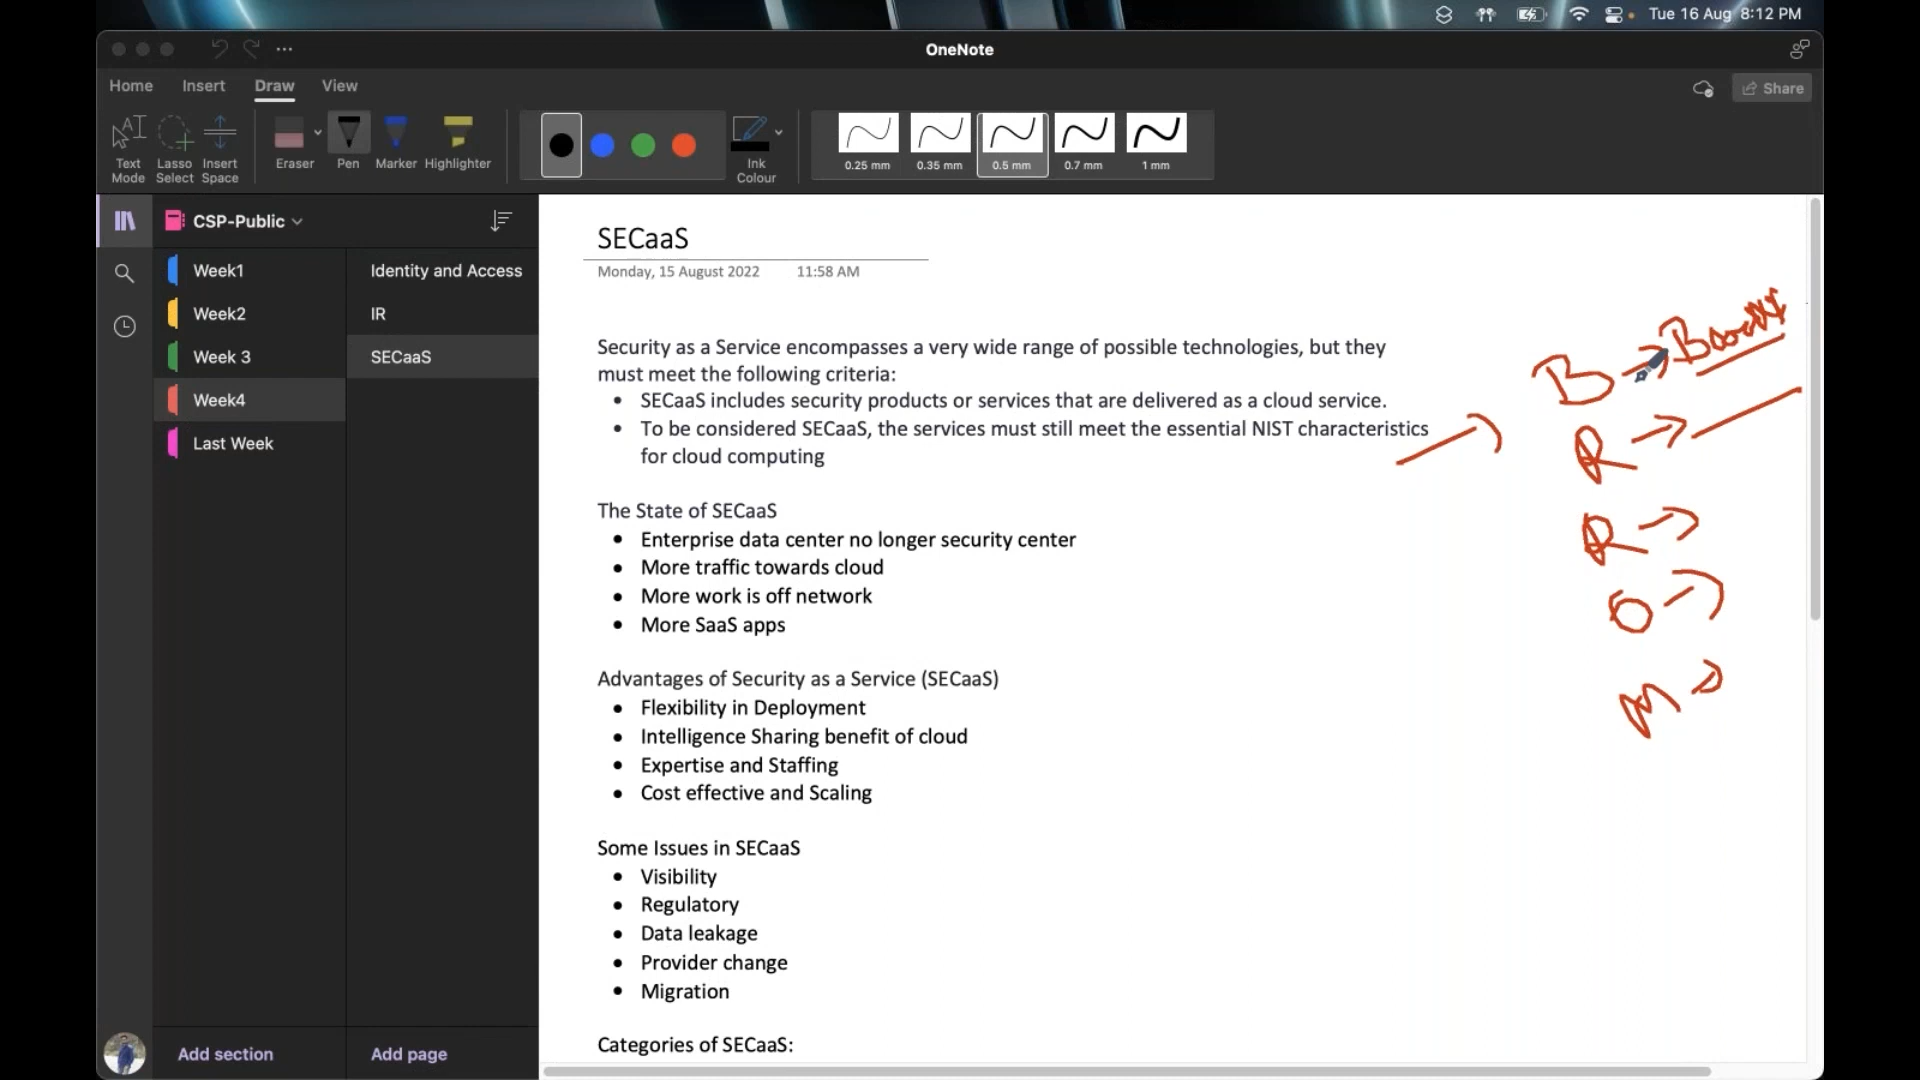 Tue 16 Aug 8:12 PM
OneNote
Home Insert Draw View
Share
Text Mode
Lasso Select
Insert Space
Eraser
Pen
Marker
Highlighter
Ink Colour
0.25 mm
0.35 mm
0.5 mm
0.7 mm
1 mm
CSP-Public
Week1
Week2
Week 3
Week4
Last Week
Add section
Identity and Access
IR
SECaaS
Add page
SECaaS
Monday, 15 August 2022 11:58 AM
Security as a Service encompasses a very wide range of possible technologies, but they
must meet the following criteria:
• SECaaS includes security products or services that are delivered as a cloud service.
• To be considered SECaaS, the services must still meet the essential NIST characteristics
for cloud computing
The State of SECaaS
• Enterprise data center no longer security center
• More traffic towards cloud
• More work is off network
• More SaaS apps
Advantages of Security as a Service (SECaaS)
• Flexibility in Deployment
• Intelligence Sharing benefit of cloud
• Expertise and Staffing
• Cost effective and Scaling
Some Issues in SECaaS
• Visibility
• Regulatory
• Data leakage
• Provider change
• Migration
Categories of SECaaS:
B →
R →
R →
O →
M →